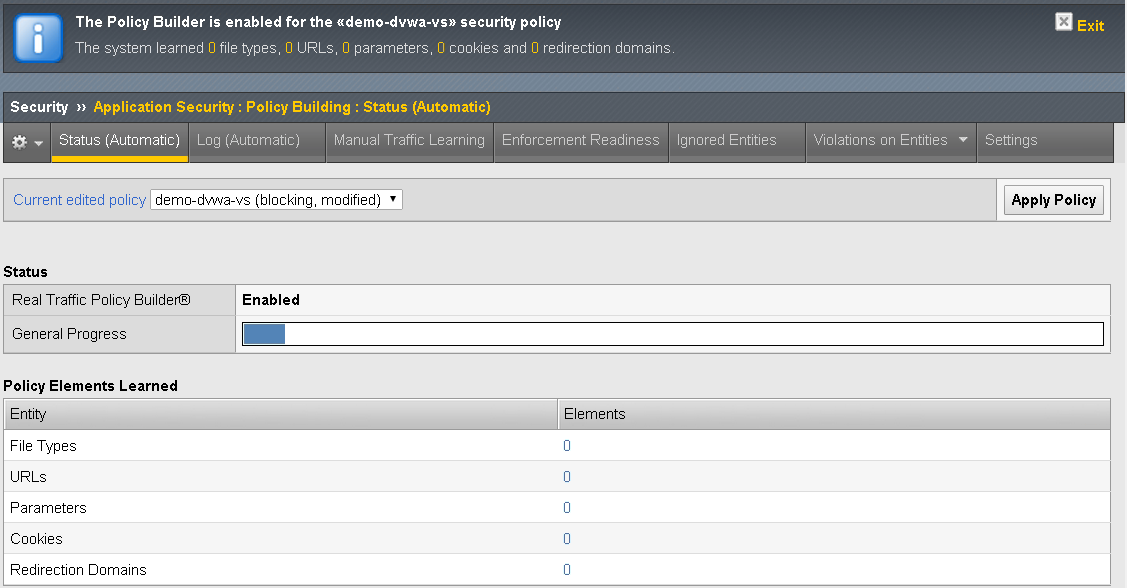 The Policy Builder is enabled for the «demo-dvwa-vs» security policy
Exit
The system learned 0 file types, 0 URLs, 0 parameters, 0 cookies and 0 redirection domains.
Security ›› Application Security : Policy Building : Status (Automatic)
Status (Automatic) Log (Automatic) Manual Traffic Learning Enforcement Readiness Ignored Entities Violations on Entities Settings
Current edited policy demo-dvwa-vs (blocking, modified) Apply Policy
Status
Real Traffic Policy Builder® Enabled
General Progress
Policy Elements Learned
Entity Elements
File Types 0
URLs 0
Parameters 0
Cookies 0
Redirection Domains 0